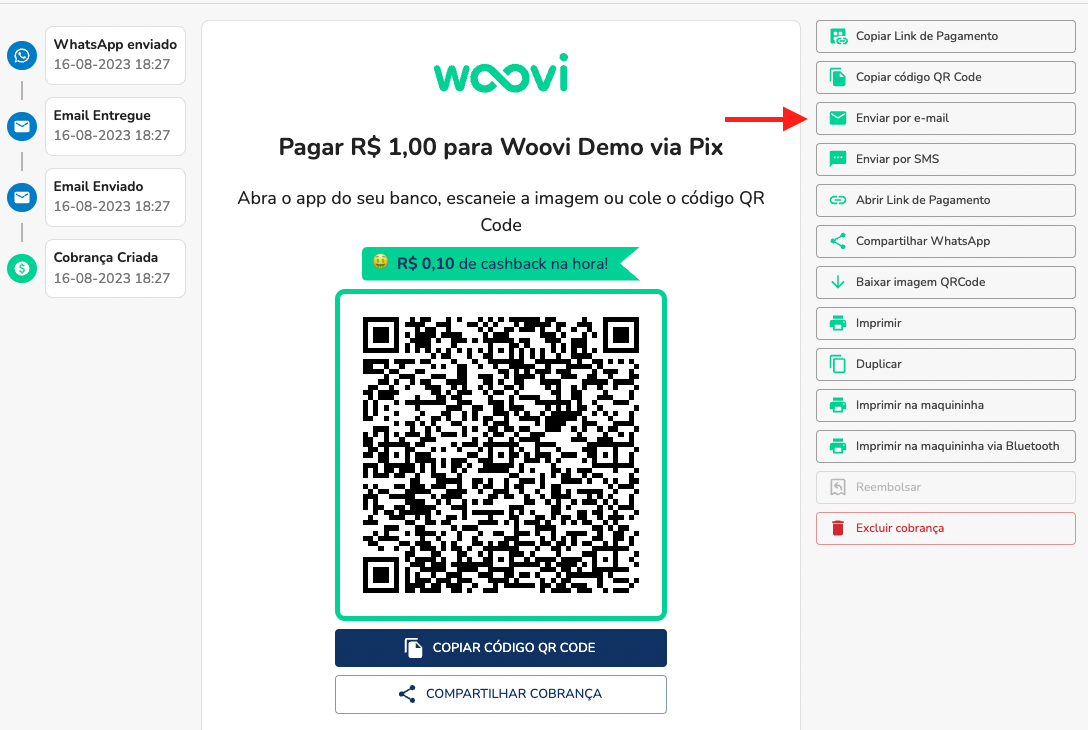 WhatsApp enviado
16-08-2023 18:27
Email Entregue
16-08-2023 18:27
Email Enviado
16-08-2023 18:27
Cobrança Criada
16-08-2023 18:27
woovi
Pagar R$ 1,00 para Woovi Demo via Pix
Abra o app do seu banco, escaneie a imagem ou cole o código QR
Code
R$ 0,10 de cashback na hora!
COPIAR CÓDIGO QR CODE
COMPARTILHAR COBRANÇA
Copiar Link de Pagamento
Copiar código QR Code
Enviar por e-mail
Enviar por SMS
Abrir Link de Pagamento
Compartilhar WhatsApp
Baixar imagem QRCode
Imprimir
Duplicar
Imprimir na maquininha
Imprimir na maquininha via Bluetooth
Reembolsar
Excluir cobrança